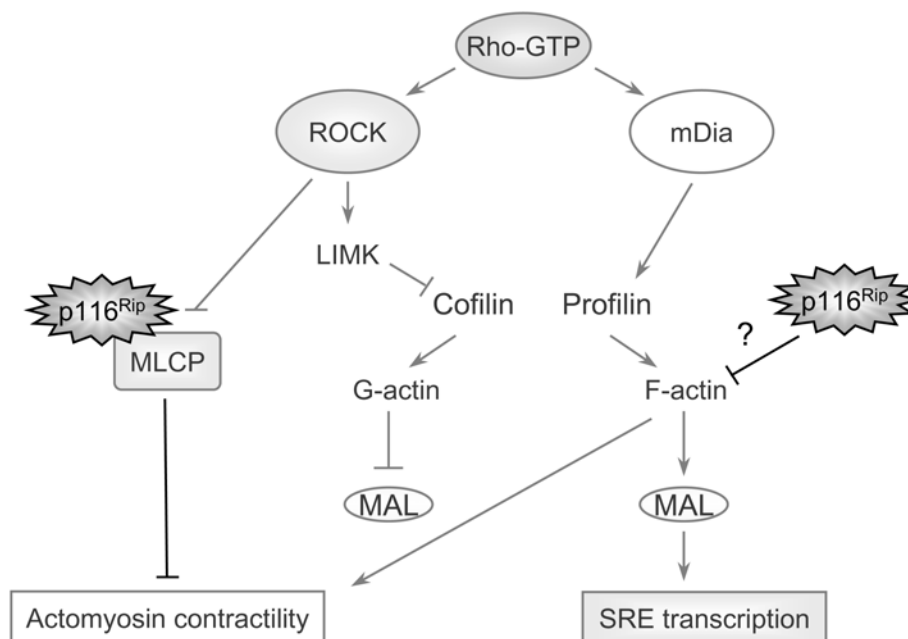 Rho-GTP
ROCK
mDia
LIMK
p116Rip
Cofilin
Profilin
p116Rip
?
MLCP
G-actin
F-actin
MAL
MAL
Actomyosin contractility
SRE transcription